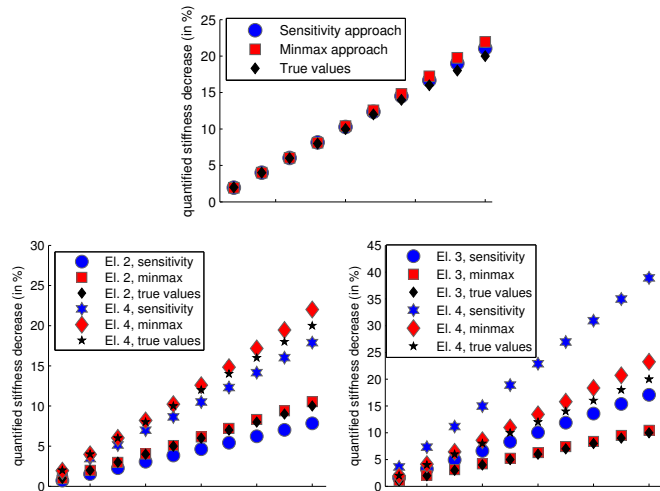 quantified stiffness decrease (in %)
25
20
15
10
5
0
Sensitivity approach
Minmax approach
True values
quantified stiffness decrease (in %)
30
25
20
15
10
5
0
El. 2, sensitivity
El. 2, minmax
El. 2, true values
El. 4, sensitivity
El. 4, minmax
El. 4, true values
quantified stiffness decrease (in %)
45
40
35
30
25
20
15
10
5
0
El. 3, sensitivity
El. 3, minmax
El. 3, true values
El. 4, sensitivity
El. 4, minmax
El. 4, true values